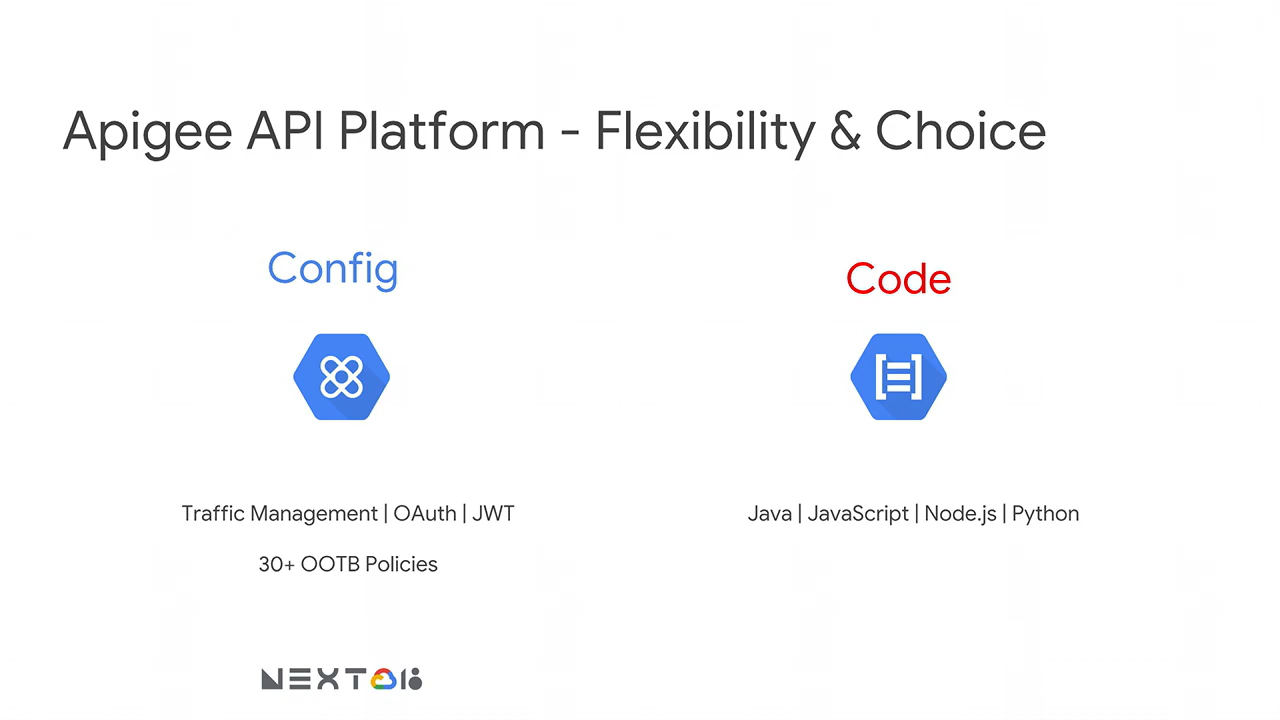 Apigee API Platform - Flexibility & Choice
Config
Code
Traffic Management | OAuth | JWT
30+ OOTB Policies
Java | JavaScript | Node.js | Python
NEXT 18